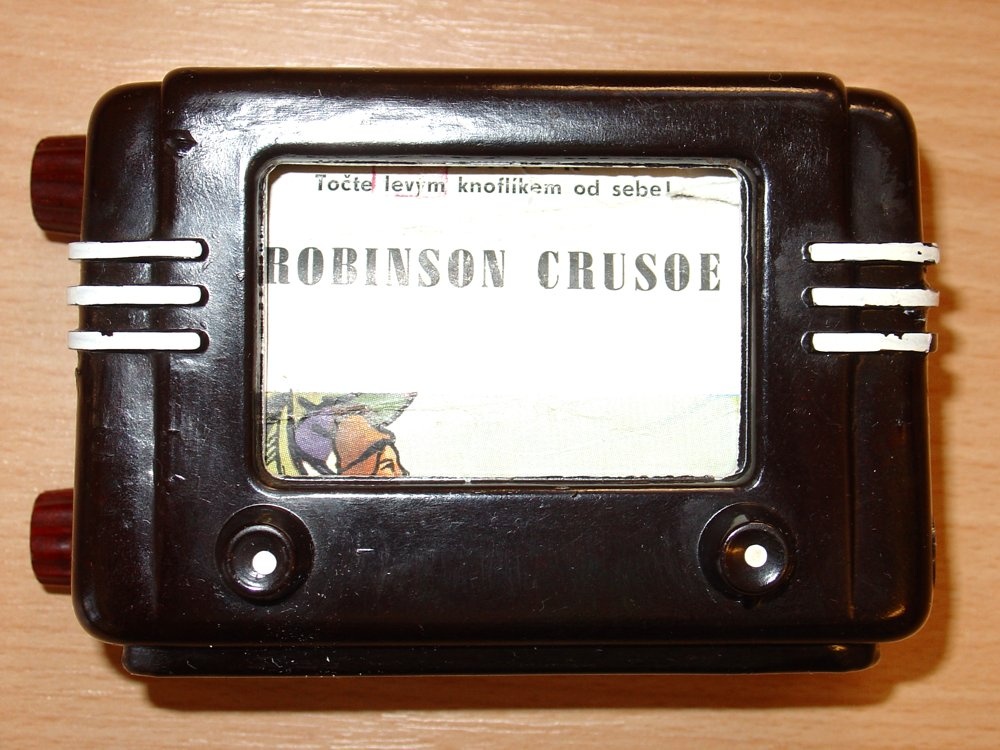 Točte levým knoflíkem od sebe!
ROBINSON CRUSOE